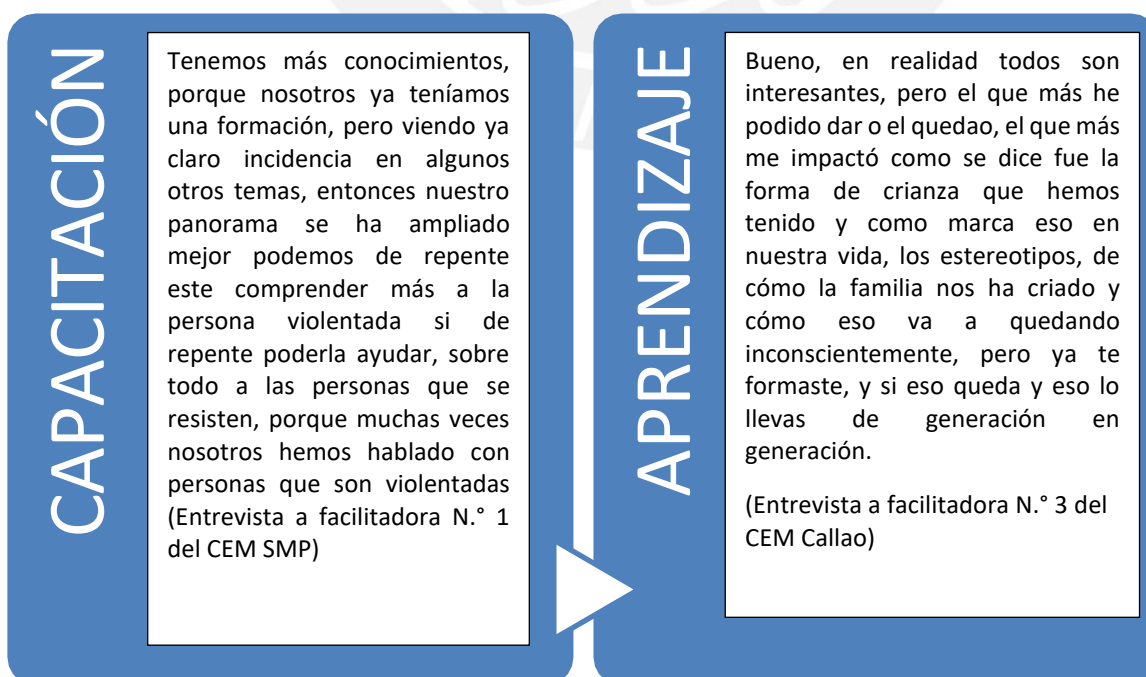 CAPACITACIÓN
Tenemos más conocimientos,
porque nosotros ya teníamos
una formación, pero viendo ya
claro incidencia en algunos
otros temas, entonces nuestro
panorama se ha ampliado
mejor podemos de repente
este comprender más a la
persona violentada si de
repente poderla ayudar, sobre
todo a las personas que se
resisten, porque muchas veces
nosotros hemos hablado con
personas que son violentadas
(Entrevista a facilitadora N.° 1
del CEM SMP)
APRENDIZAJE
Bueno, en realidad todos son
interesantes, pero el que más he
podido dar o el quedao, el que más
me impactó como se dice fue la
forma de crianza que hemos
tenido y como marca eso en
nuestra vida, los estereotipos, de
cómo la familia nos ha criado y
cómo eso va a quedando
inconscientemente, pero ya te
formaste, y si eso queda y eso lo
llevas de generación en
generación.
(Entrevista a facilitadora N.° 3 del
CEM Callao)